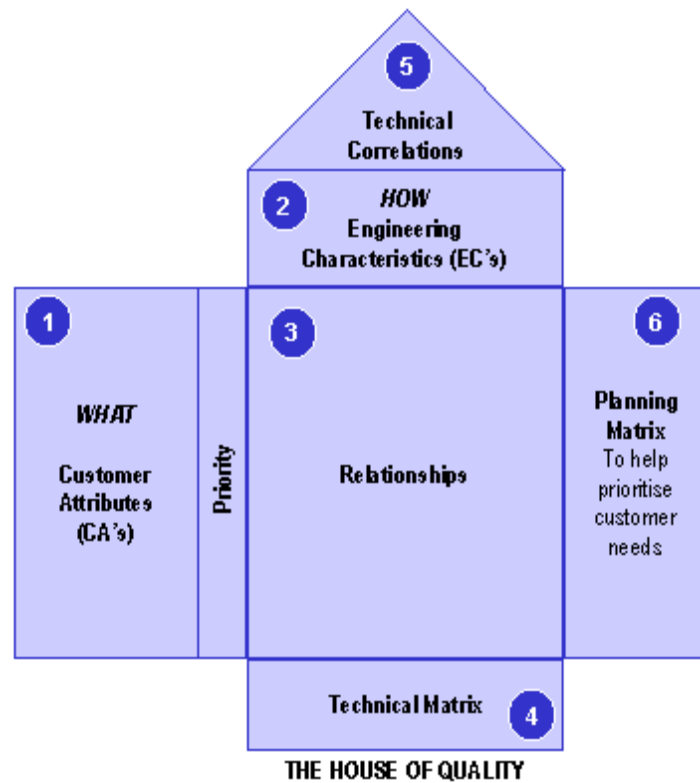 5
Technical
Correlations
2
HOW
Engineering
Characteristics (EC's)
1
WHAT
Customer
Attributes
(CA's)
Priority
3
Relationships
6
Planning
Matrix
To help
prioritise
customer
needs
Technical Matrix
4
THE HOUSE OF QUALITY